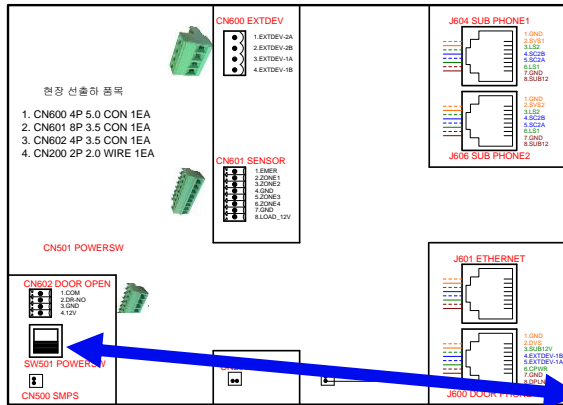 CN600 EXTDEV
1.EXTDEV-2A
2.EXTDEV-2B
3.EXTDEV-1A
4.EXTDEV-1B
현장 선출하 품목
1. CN600 4P 5.0 CON 1EA
2. CN601 8P 3.5 CON 1EA
3. CN602 4P 3.5 CON 1EA
4. CN200 2P 2.0 WIRE 1EA
CN601 SENSOR
1.EMER
2.ZONE1
3.ZONE2
4.GND
5.ZONE3
6.ZONE4
7.GND
8.LOAD_12V
CN501 POWERSW
CN602 DOOR OPEN
1.COM
2.DR-NO
3.GND
4.12V
SW501 POWERSW
CN500 SMPS
J604 SUB PHONE1
1.GND
2.SVS1
3.LS2
4.SC2B
5.SC2A
6.LS1
7.GND
8.SUB12
1.GND
2.SVS2
3.LS2
4.SC2B
5.SC2A
6.LS1
7.GND
8.SUB12
J606 SUB PHONE2
J601 ETHERNET
1.GND
2.DVS
3.SUB12V
4.EXTDEV-1B
5.EXTDEV-1A
6.CPWR
7.GND
8.DPLN
J600 DOOR PHONE